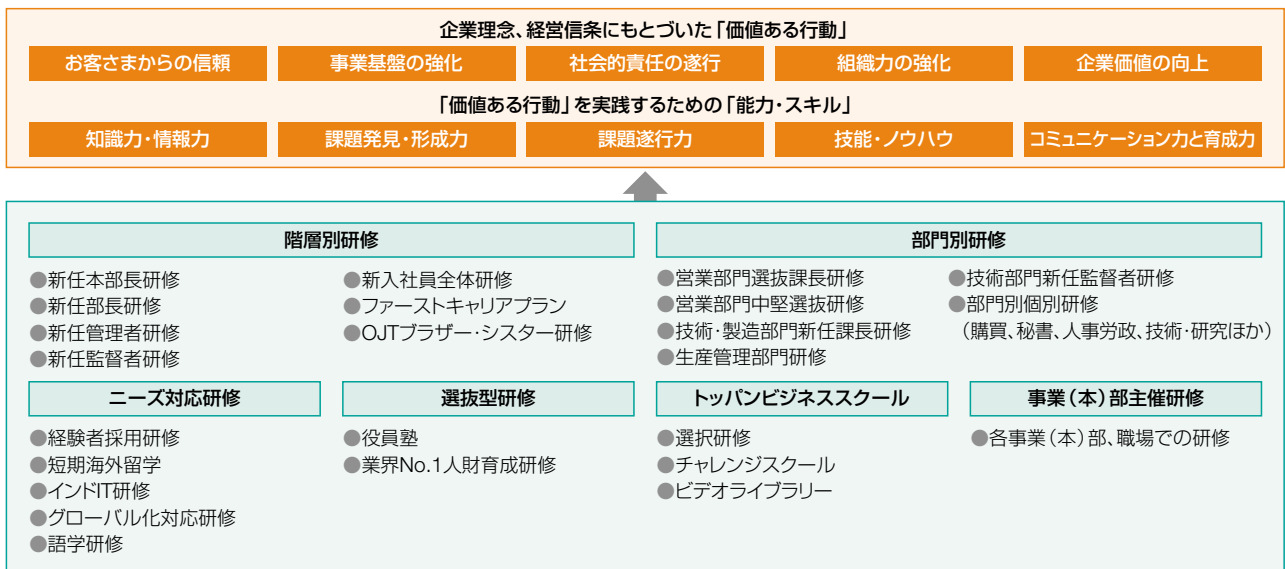 企業理念、経営信条にもとづいた「価値ある行動」
お客さまからの信頼
事業基盤の強化
社会的責任の遂行
組織力の強化
企業価値の向上
「価値ある行動」を実践するための「能力・スキル」
知識力・情報力
課題発見・形成力
課題遂行力
技能・ノウハウ
コミュニケーション力と育成力
階層別研修
●新任本部長研修
●新任部長研修
●新任管理者研修
●新任監督者研修
●新入社員全体研修
●ファーストキャリアプラン
●OJTブラザー・シスター研修
部門別研修
●営業部門選抜課長研修
●営業部門中堅選抜研修
●技術・製造部門新任課長研修
●生産管理部門研修
●技術部門新任監督者研修
●部門別個別研修
（購買、秘書、人事労政、技術・研究ほか）
ニーズ対応研修
●経験者採用研修
●短期海外留学
●インドIT研修
●グローバル化対応研修
●語学研修
選抜型研修
●役員塾
●業界No.1人財育成研修
トッパンビジネススクール
●選択研修
●チャレンジスクール
●ビデオライブラリー
事業（本）部主催研修
●各事業（本）部、職場での研修